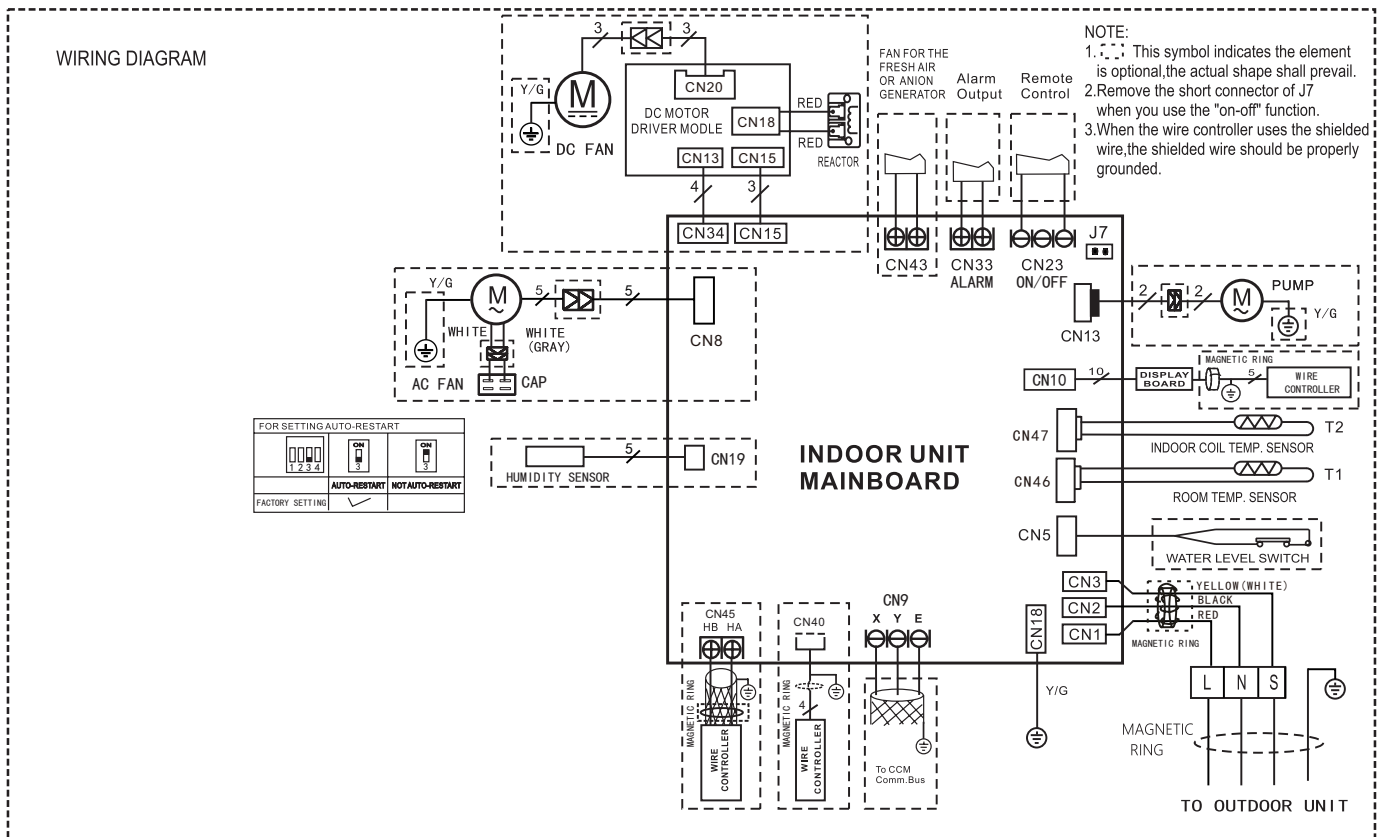 WIRING DIAGRAM
3
3
Y/G
M
DC FAN
CN20
DC MOTOR
DRIVER MODLE
CN18
RED
RED
REACTOR
CN13
CN15
4
3
CN34
CN15
FAN FOR THE
FRESH AIR
OR ANION
GENERATOR
Alarm
Output
Remote
Control
CN43
CN33
ALARM
CN23
ON/OFF
J7
NOTE:
1. This symbol indicates the element
is optional,the actual shape shall prevail.
2.Remove the short connector of J7
when you use the "on-off" function.
3.When the wire controller uses the shielded
wire,the shielded wire should be properly
grounded.
Y/G
M
5
5
WHITE
WHITE
(GRAY)
AC FAN
CAP
CN8
CN13
2
2
M
PUMP
Y/G
CN10
10
DISPLAY
BOARD
MAGNETIC RING
5
WIRE
CONTROLLER
CN47
T2
INDOOR COIL TEMP. SENSOR
CN46
T1
ROOM TEMP. SENSOR
FOR SETTING AUTO-RESTART
1 2 3 4
ON
3
ON
3
AUTO-RESTART
NOT AUTO-RESTART
FACTORY SETTING
HUMIDITY SENSOR
5
CN19
INDOOR UNIT
MAINBOARD
CN5
WATER LEVEL SWITCH
CN3
CN2
CN1
YELLOW(WHITE)
BLACK
RED
MAGNETIC RING
CN45
HB HA
MAGNETIC RING
WIRE
CONTROLLER
CN40
MAGNETIC RING
4
WIRE
CONTROLLER
CN9
X Y E
To CCM
Comm.Bus
CN18
Y/G
L N S
MAGNETIC
RING
TO OUTDOOR UNIT